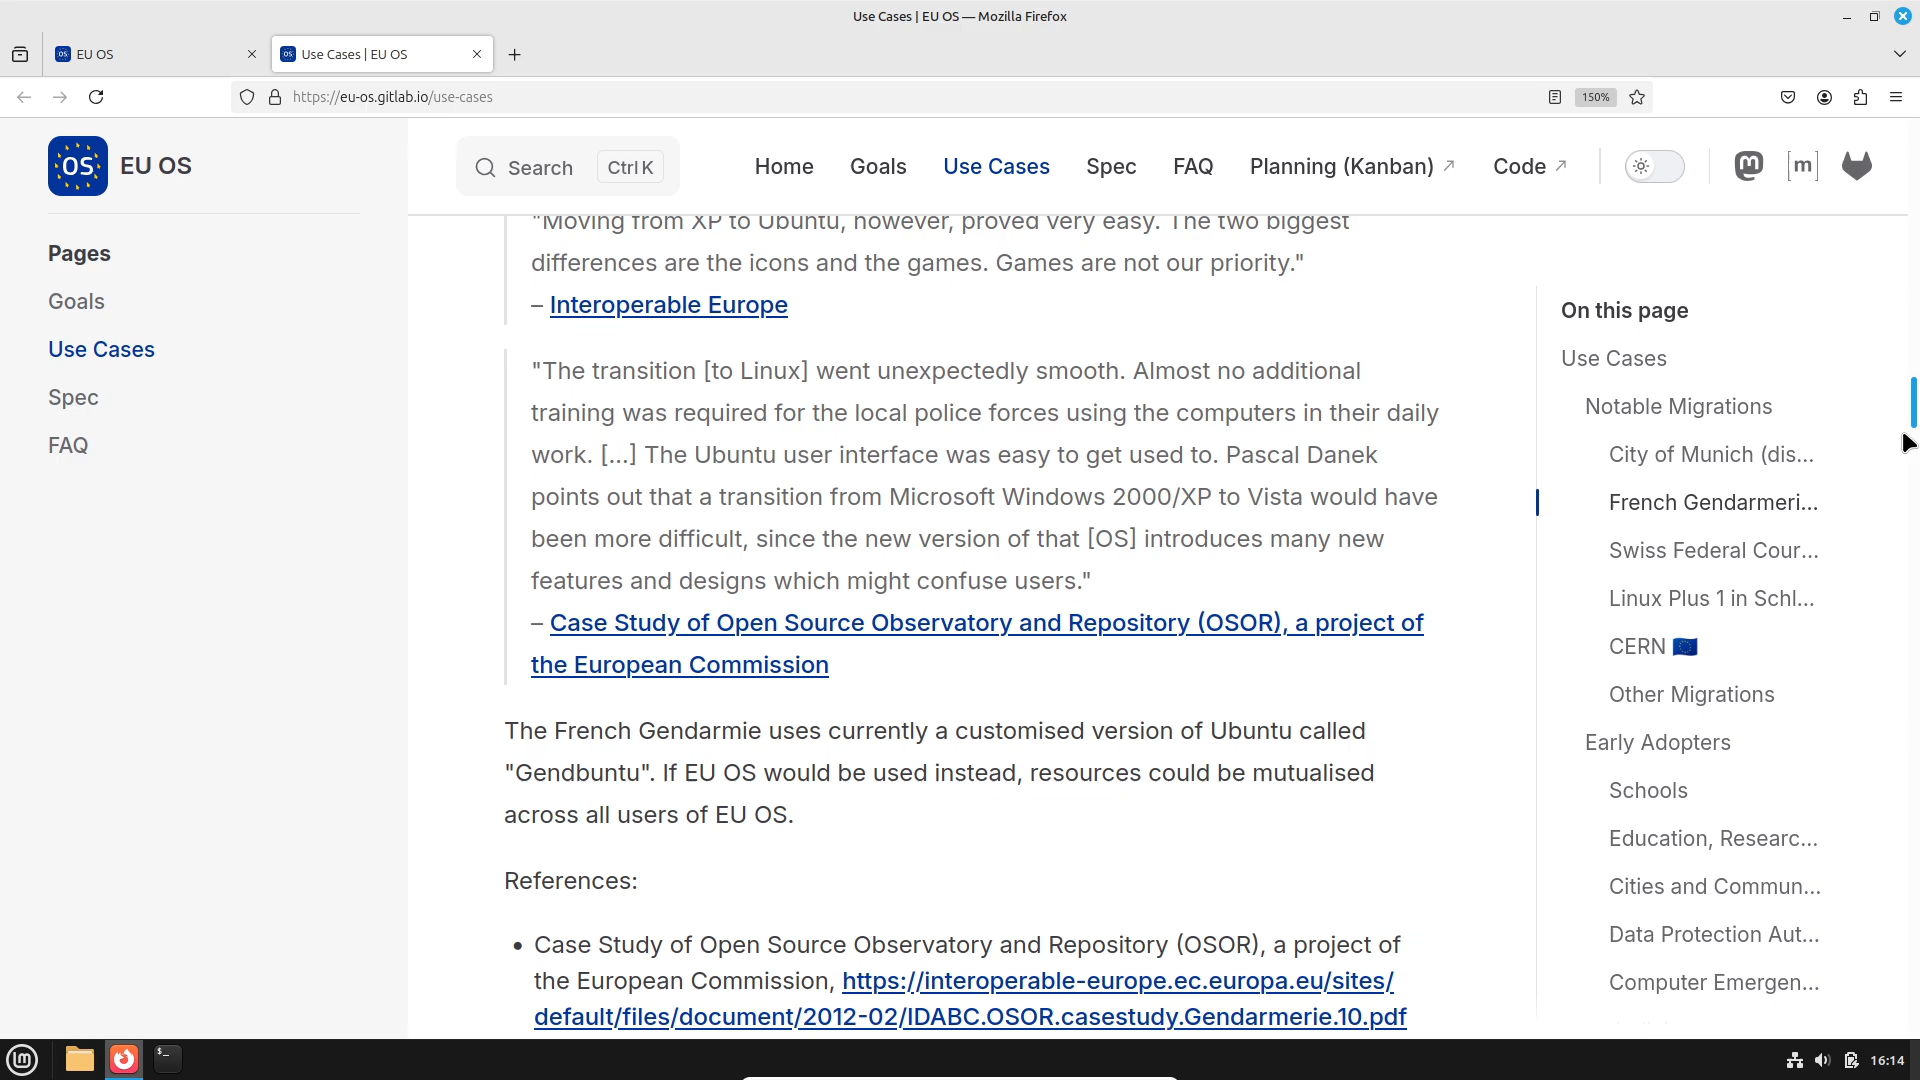 Use Cases | EU OS — Mozilla Firefox
EU OS
Use Cases | EU OS
https://eu-os.gitlab.io/use-cases
150%
OS
EU OS
Search
Ctrl K
Home
Goals
Use Cases
Spec
FAQ
Planning (Kanban)
Code
[m]
Pages
Goals
Use Cases
Spec
FAQ
"Moving from XP to Ubuntu, however, proved very easy. The two biggest
differences are the icons and the games. Games are not our priority."
– Interoperable Europe
"The transition [to Linux] went unexpectedly smooth. Almost no additional
training was required for the local police forces using the computers in their daily
work. [...] The Ubuntu user interface was easy to get used to. Pascal Danek
points out that a transition from Microsoft Windows 2000/XP to Vista would have
been more difficult, since the new version of that [OS] introduces many new
features and designs which might confuse users."
– Case Study of Open Source Observatory and Repository (OSOR), a project of
the European Commission
The French Gendarmie uses currently a customised version of Ubuntu called
"Gendbuntu". If EU OS would be used instead, resources could be mutualised
across all users of EU OS.
References:
• Case Study of Open Source Observatory and Repository (OSOR), a project of
the European Commission, https://interoperable-europe.ec.europa.eu/sites/
default/files/document/2012-02/IDABC.OSOR.casestudy.Gendarmerie.10.pdf
On this page
Use Cases
Notable Migrations
City of Munich (dis...
French Gendarmeri...
Swiss Federal Cour...
Linux Plus 1 in Schl...
CERN 🇪🇺
Other Migrations
Early Adopters
Schools
Education, Researc...
Cities and Commun...
Data Protection Aut...
Computer Emergen...
16:14